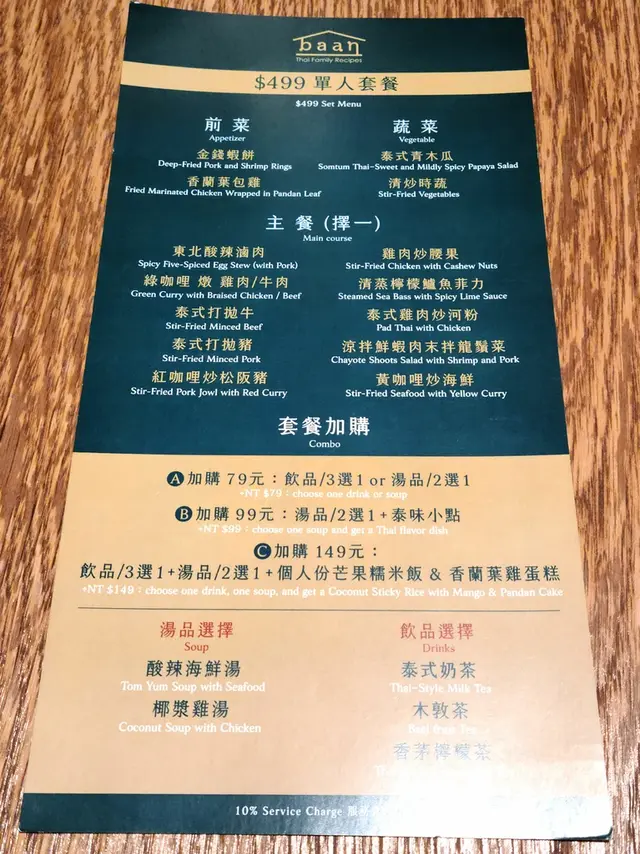 baan
Thai Family Recipes
$499 單人套餐
$499 Set Menu
前菜
Appetizer
金錢蝦餅
Deep-Fried Pork and Shrimp Rings
香蘭葉包雞
Fried Marinated Chicken Wrapped in Pandan Leaf
蔬菜
Vegetable
泰式青木瓜
Somtum Thai-Sweet and Mildly Spicy Papaya Salad
清炒時蔬
Stir-Fried Vegetables
主餐 (擇一)
Main course
東北酸辣滷肉
Spicy Five-Spiced Egg Stew (with Pork)
綠咖哩 燉 雞肉/牛肉
Green Curry with Braised Chicken / Beef
泰式打拋牛
Stir-Fried Minced Beef
泰式打拋豬
Stir-Fried Minced Pork
紅咖哩炒松阪豬
Stir-Fried Pork Jowl with Red Curry
雞肉炒腰果
Stir-Fried Chicken with Cashew Nuts
清蒸檸檬鱸魚菲力
Steamed Sea Bass with Spicy Lime Sauce
泰式雞肉炒河粉
Pad Thai with Chicken
涼拌鮮蝦肉末拌龍鬚菜
Chayote Shoots Salad with Shrimp and Pork
黃咖哩炒海鮮
Stir-Fried Seafood with Yellow Curry
套餐加購
Combo
A 加購 79元：飲品/3選1 or 湯品/2選1
+NT $79：choose one drink or soup
B 加購 99元：湯品/2選1+泰味小點
+NT $99：choose one soup and get a Thai flavor dish
C 加購 149元：
飲品/3選1+湯品/2選1+個人份芒果糯米飯 & 香蘭葉雞蛋糕
+NT $149：choose one drink, one soup, and get a Coconut Sticky Rice with Mango & Pandan Cake
湯品選擇
Soup
酸辣海鮮湯
Tom Yum Soup with Seafood
椰漿雞湯
Coconut Soup with Chicken
飲品選擇
Drinks
泰式奶茶
Thai-Style Milk Tea
木敦茶
Bael fruit Tea
香茅檸檬茶
10% Service Charge